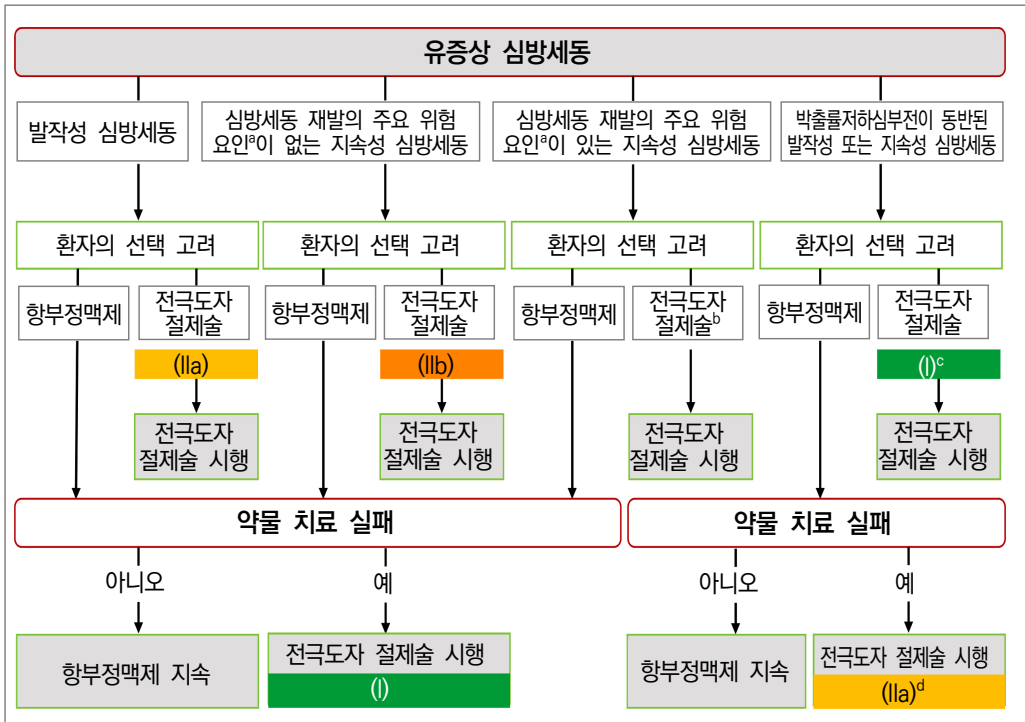 유증상 심방세동
발작성 심방세동
심방세동 재발의 주요 위험
요인ᵃ이 없는 지속성 심방세동
심방세동 재발의 주요 위험
요인ᵃ이 있는 지속성 심방세동
박출률저하심부전이 동반된
발작성 또는 지속성 심방세동
환자의 선택 고려
환자의 선택 고려
환자의 선택 고려
환자의 선택 고려
항부정맥제
전극도자
절제술
항부정맥제
전극도자
절제술
항부정맥제
전극도자
절제술ᵇ
항부정맥제
전극도자
절제술
(IIa)
(IIb)
(I)ᶜ
전극도자
절제술 시행
전극도자
절제술 시행
전극도자
절제술 시행
전극도자
절제술 시행
약물 치료 실패
약물 치료 실패
아니오
예
아니오
예
항부정맥제 지속
전극도자 절제술 시행
(I)
항부정맥제 지속
전극도자 절제술 시행
(IIa)ᵈ